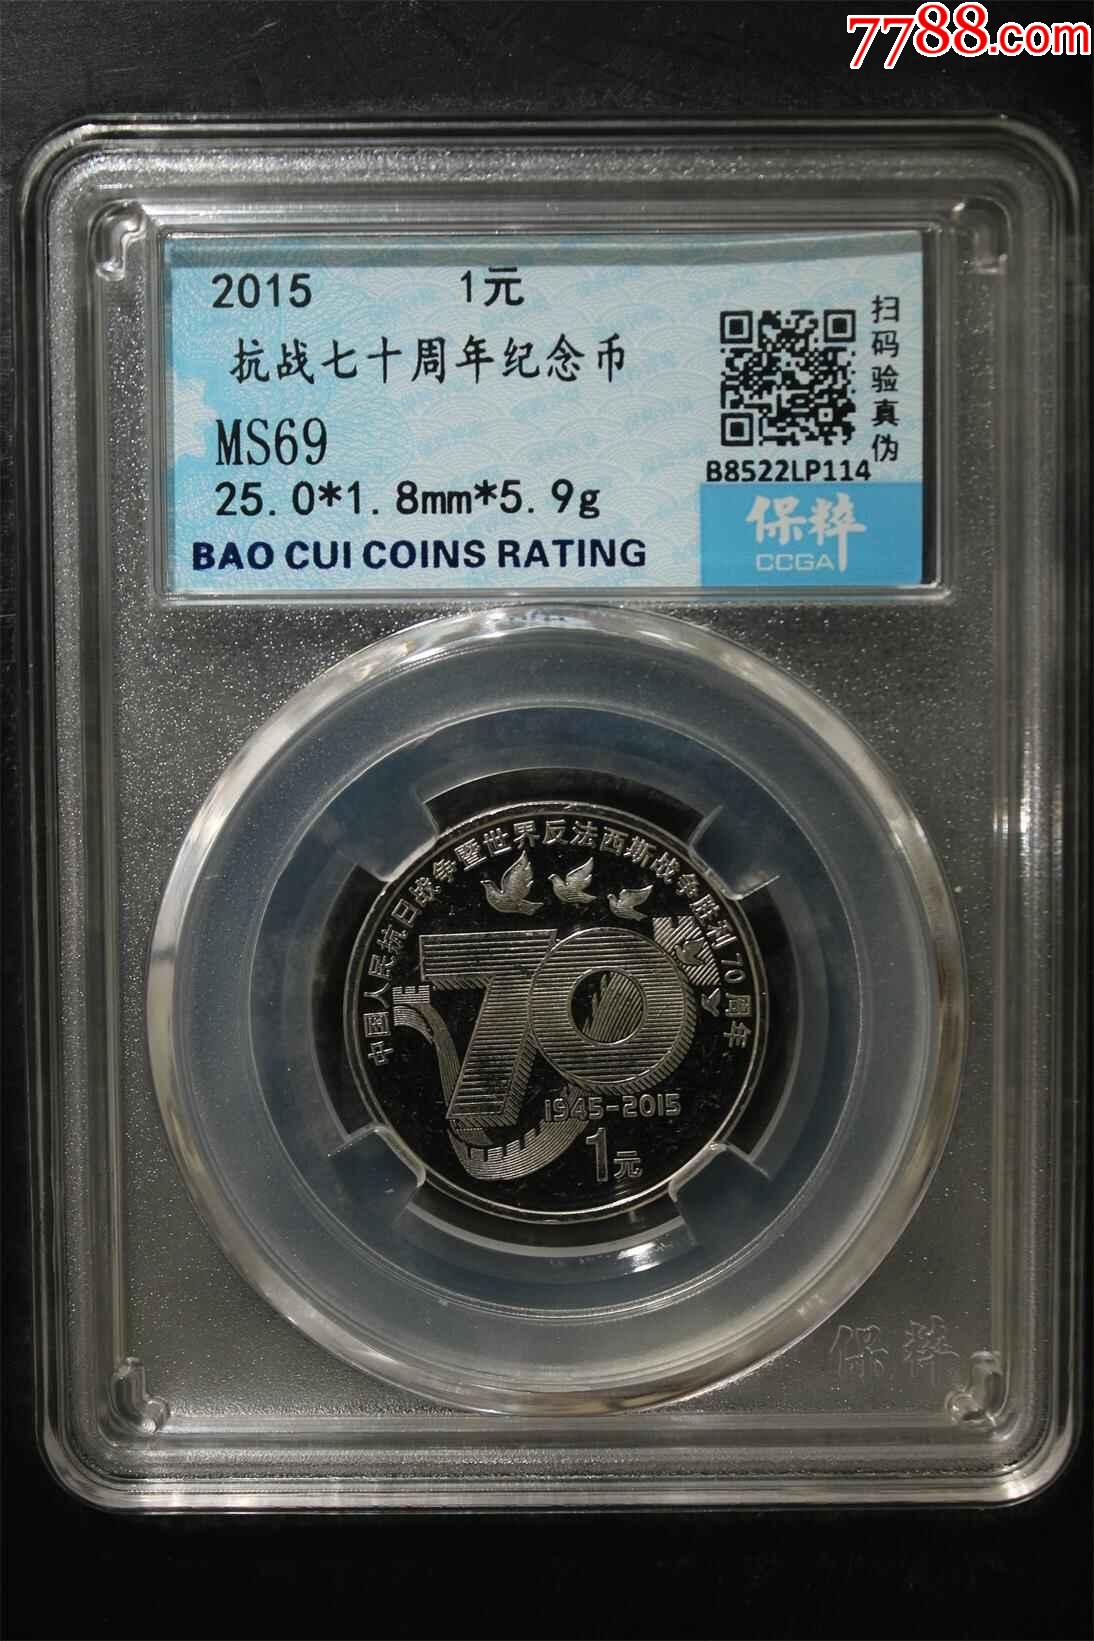 7788.com
2015 1元
抗战七十周年纪念币
MS69
25.0*1.8mm*5.9g
BAO CUI COINS RATING
扫码验真伪
B8522LP114
保粹
CCGA
中国人民抗日战争暨世界反法西斯战争胜利70周年
70
1945-2015
1元
保粹